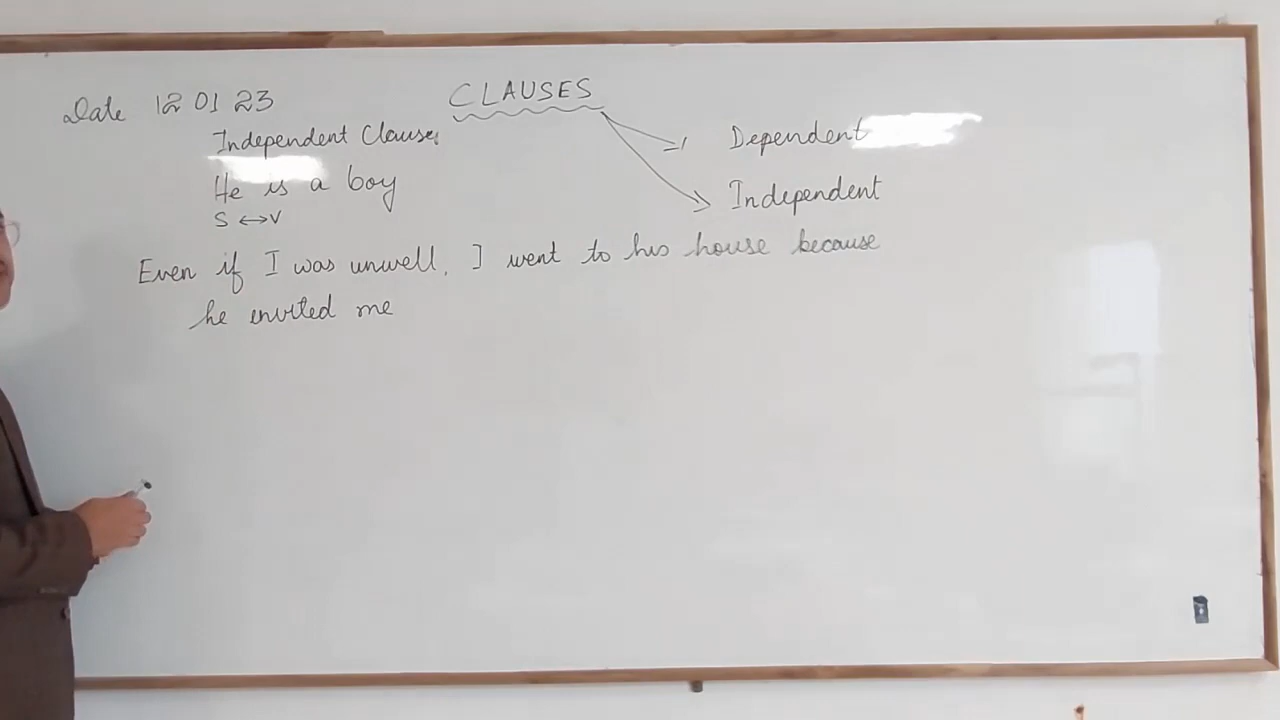 Date 12 01 23
CLAUSES
Independent Clause,
Dependent
He is a boy
Independent
S ↔ V
Even if I was unwell, I went to his house because
he invited me